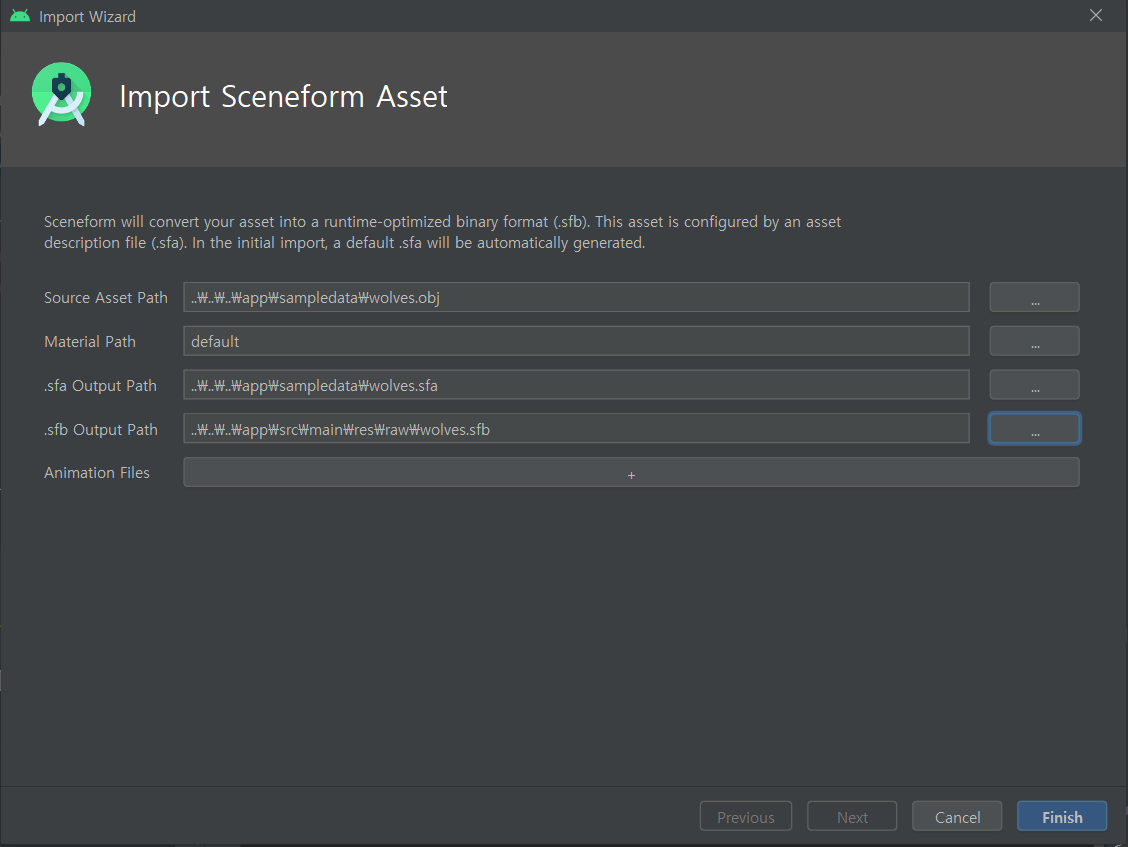 Import Wizard
Import Sceneform Asset
Sceneform will convert your asset into a runtime-optimized binary format (.sfb). This asset is configured by an asset
description file (.sfa). In the initial import, a default .sfa will be automatically generated.
Source Asset Path ..₩..₩..₩app₩sampledata₩wolves.obj ...
Material Path default ...
.sfa Output Path ..₩..₩..₩app₩sampledata₩wolves.sfa ...
.sfb Output Path ..₩..₩..₩app₩src₩main₩res₩raw₩wolves.sfb ...
Animation Files +
Previous Next Cancel Finish